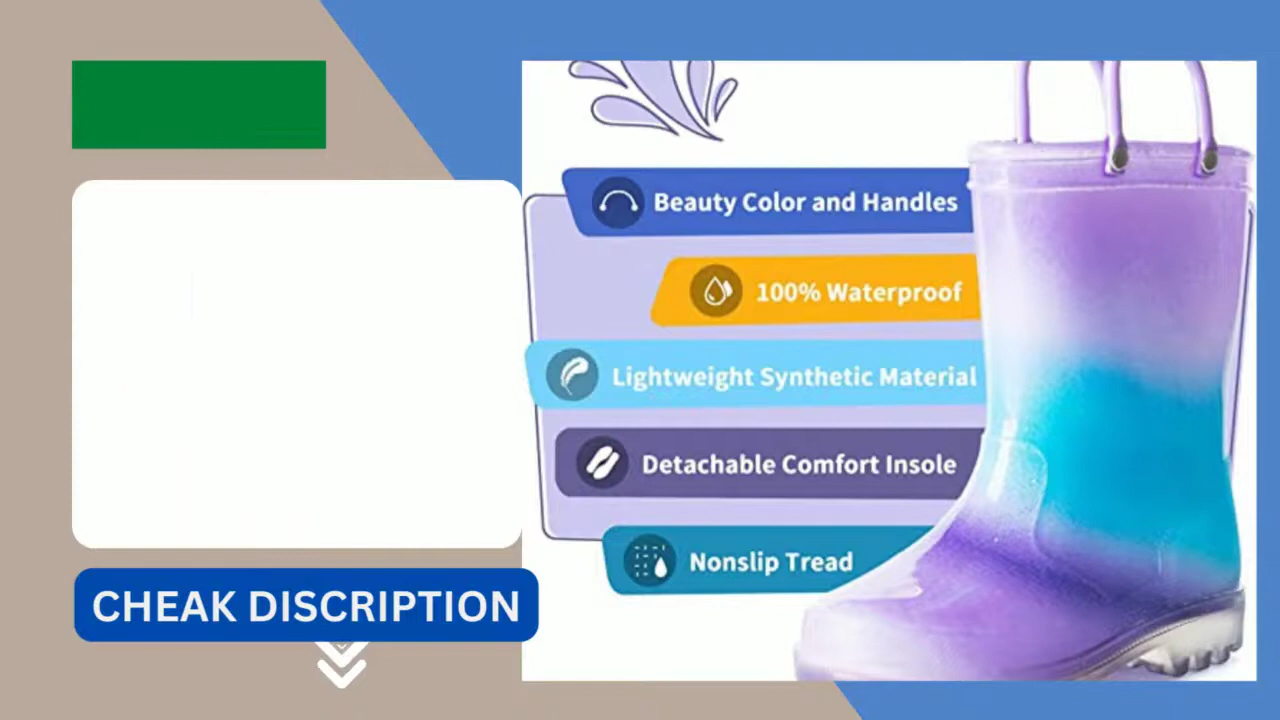 Beauty Color and Handles
100% Waterproof
Lightweight Synthetic Material
Detachable Comfort Insole
Nonslip Tread
CHEAK DISCRIPTION